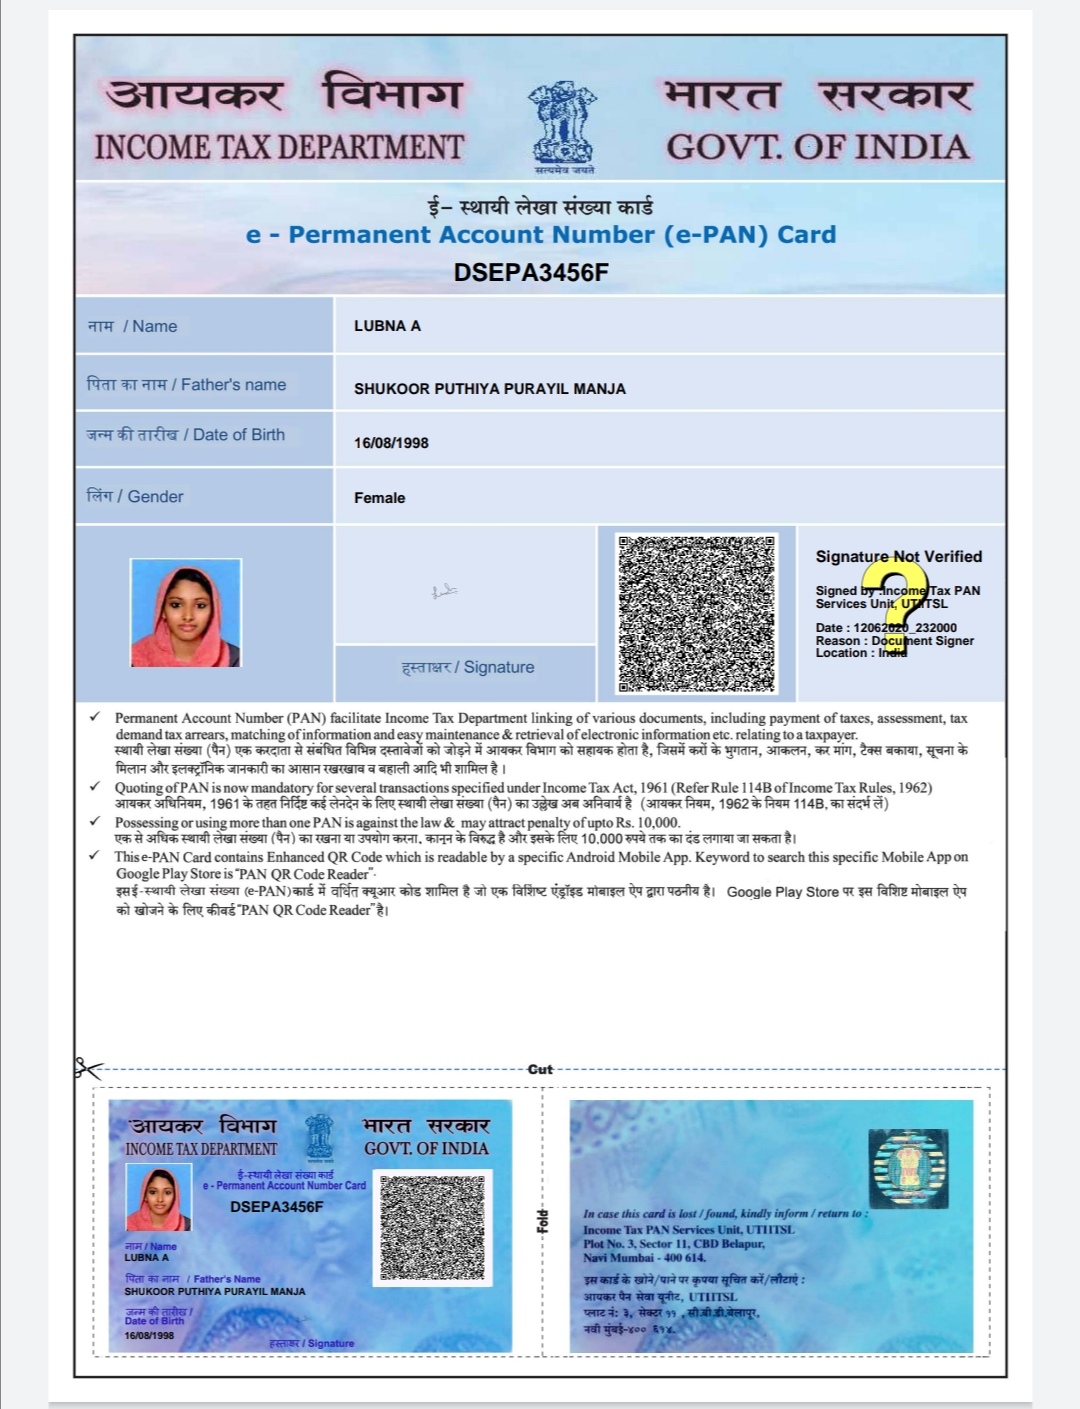 आयकर विभाग
INCOME TAX DEPARTMENT
सत्यमेव जयते
भारत सरकार
GOVT. OF INDIA
ई- स्थायी लेखा संख्या कार्ड
e - Permanent Account Number (e-PAN) Card
DSEPA3456F
नाम / Name
LUBNA A
पिता का नाम / Father's name
SHUKOOR PUTHIYA PURAYIL MANJA
जन्म की तारीख / Date of Birth
16/08/1998
लिंग / Gender
Female
हस्ताक्षर / Signature
Signature Not Verified
Signed by :Income Tax PAN
Services Unit, UTIITSL
Date : 12062020_232000
Reason : Document Signer
Location : India
?
✓ Permanent Account Number (PAN) facilitate Income Tax Department linking of various documents, including payment of taxes, assessment, tax
demand tax arrears, matching of information and easy maintenance & retrieval of electronic information etc. relating to a taxpayer.
स्थायी लेखा संख्या (पैन) एक करदाता से संबंधित विभिन्न दस्तावेजों को जोड़ने में आयकर विभाग को सहायक होता है, जिसमें करों के भुगतान, आकलन, कर मांग, टैक्स बकाया, सूचना के
मिलान और इलक्ट्रॉनिक जानकारी का आसान रखरखाव व बहाली आदि भी शामिल है ।
✓ Quoting of PAN is now mandatory for several transactions specified under Income Tax Act, 1961 (Refer Rule 114B of Income Tax Rules, 1962)
आयकर अधिनियम, 1961 के तहत निर्दिष्ट कई लेनदेन के लिए स्थायी लेखा संख्या (पैन) का उल्लेख अब अनिवार्य है (आयकर नियम, 1962 के नियम 114B, का संदर्भ लें)
✓ Possessing or using more than one PAN is against the law & may attract penalty of upto Rs. 10,000.
एक से अधिक स्थायी लेखा संख्या (पैन) का रखना या उपयोग करना, कानून के विरुद्ध है और इसके लिए 10.000 रुपये तक का दंड लगाया जा सकता है।
✓ This e-PAN Card contains Enhanced QR Code which is readable by a specific Android Mobile App. Keyword to search this specific Mobile App on
Google Play Store is "PAN QR Code Reader".
इसई-स्थायी लेखा संख्या (e-PAN) कार्ड में वर्धित क्यूआर कोड शामिल है जो एक विशिष्ट एंड्रॉइड मोबाइल ऐप द्वारा पठनीय है। Google Play Store पर इस विशिष्ट मोबाइल ऐप
को खोजने के लिए कीवर्ड "PAN QR Code Reader" है।
Cut
आयकर विभाग
INCOME TAX DEPARTMENT
भारत सरकार
GOVT. OF INDIA
ई-स्थायी लेखा संख्या कार्ड
e - Permanent Account Number Card
DSEPA3456F
नाम / Name
LUBNA A
पिता का नाम / Father's Name
SHUKOOR PUTHIYA PURAYIL MANJA
जन्म की तारीख /
Date of Birth
16/08/1998
हस्ताक्षर / Signature
Fold
In case this card is lost / found, kindly inform / return to :
Income Tax PAN Services Unit, UTIITSL
Plot No. 3, Sector 11, CBD Belapur,
Navi Mumbai - 400 614.
इस कार्ड के खोने/पाने पर कृपया सूचित करें/लौटाएं :
आयकर पैन सेवा यूनीट, UTIITSL
प्लाट नं: ३, सेक्टर ११ , सी.बी.डी.बेलापूर,
नवी मुंबई-४०० ६१४.